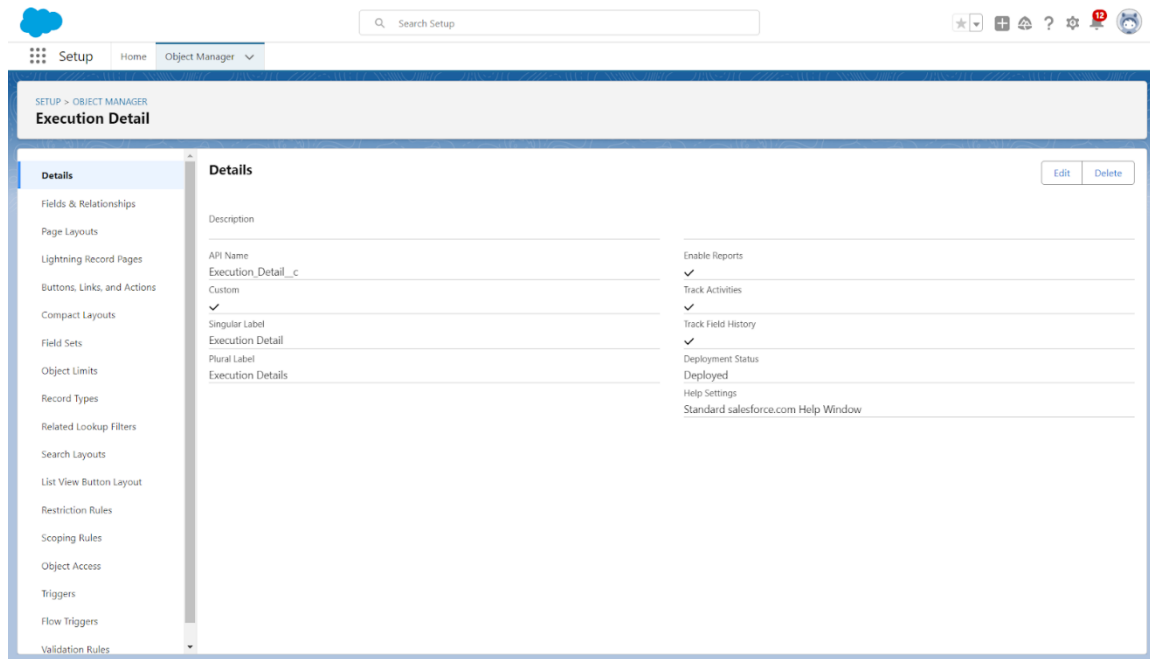 Search Setup
12
Setup
Home
Object Manager
SETUP > OBJECT MANAGER
Execution Detail
Details
Fields & Relationships
Page Layouts
Lightning Record Pages
Buttons, Links, and Actions
Compact Layouts
Field Sets
Object Limits
Record Types
Related Lookup Filters
Search Layouts
List View Button Layout
Restriction Rules
Scoping Rules
Object Access
Triggers
Flow Triggers
Validation Rules
Details
Edit
Delete
Description
API Name
Execution_Detail__c
Custom
Singular Label
Execution Detail
Plural Label
Execution Details
Enable Reports
Track Activities
Track Field History
Deployment Status
Deployed
Help Settings
Standard salesforce.com Help Window